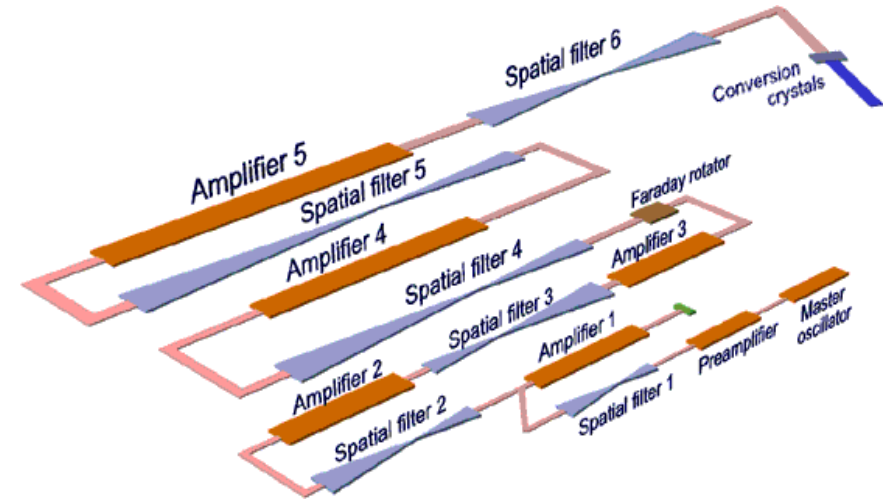 Spatial filter 6
Conversion
crystals
Amplifier 5
Spatial filter 5
Faraday rotator
Amplifier 4
Amplifier 3
Spatial filter 4
Spatial filter 3
Amplifier 1
Master
oscillator
Preamplifier
Amplifier 2
Spatial filter 1
Spatial filter 2